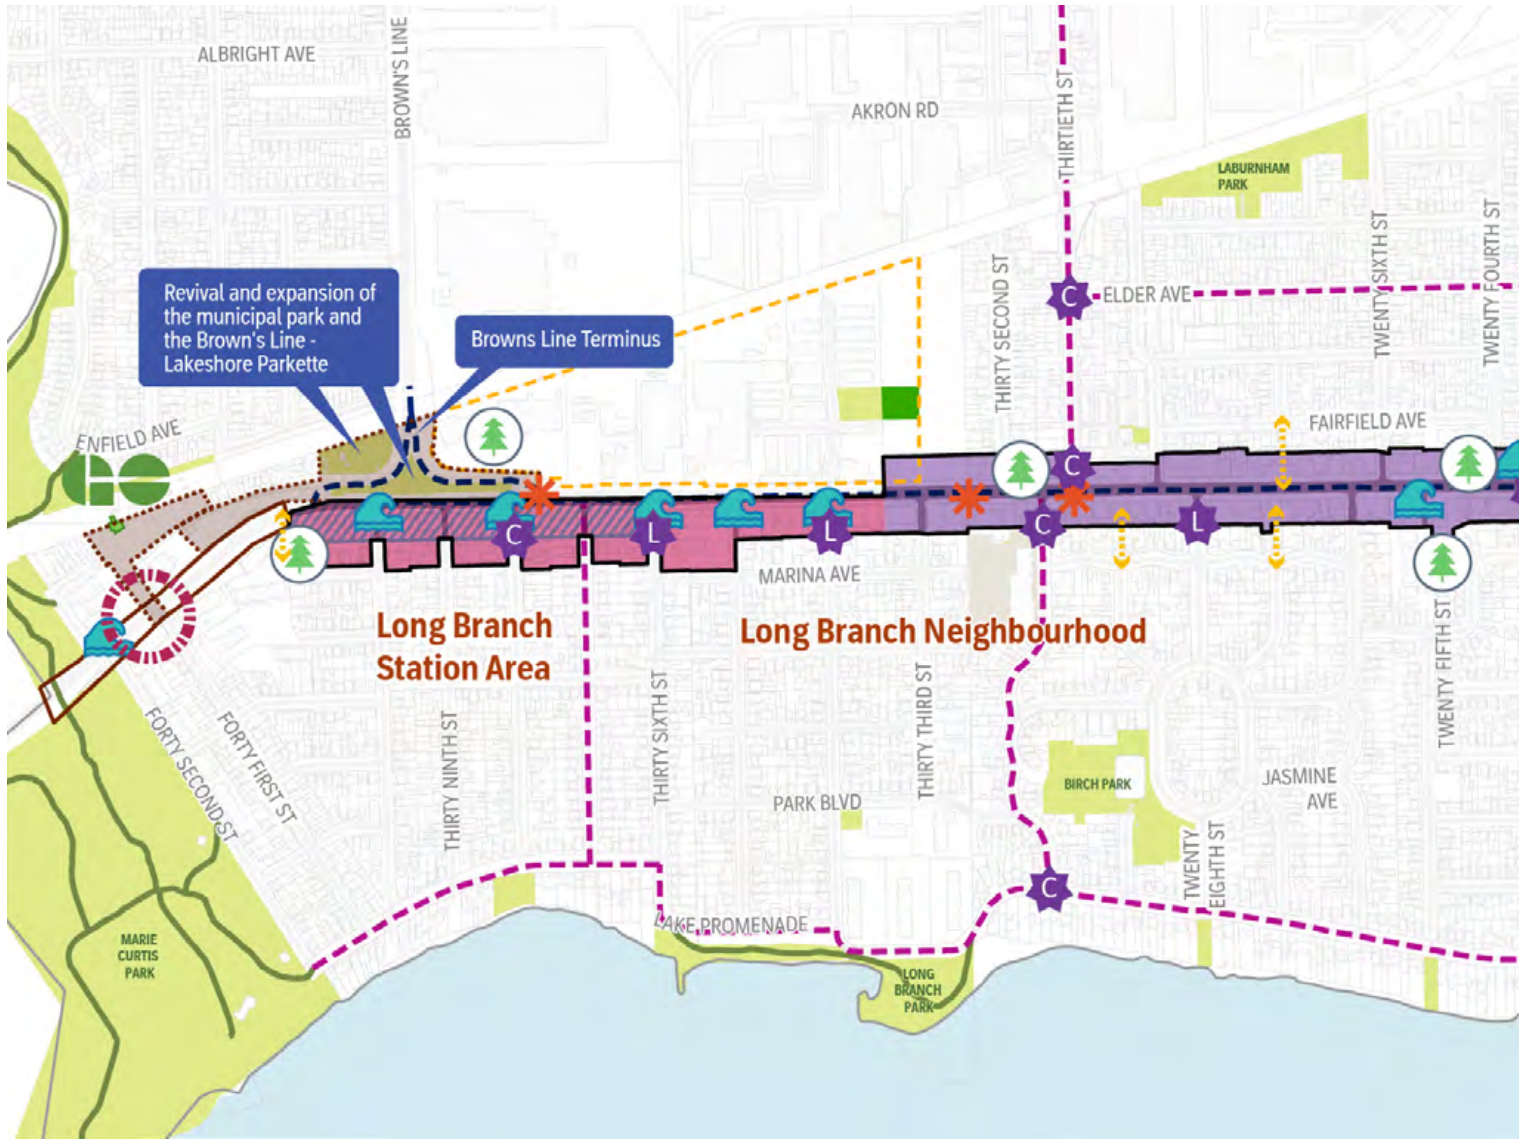 ALBRIGHT AVE
BROWN'S LINE
AKRON RD
THIRTIETH ST
LABURNHAM
PARK
TWENTY SIXTH ST
TWENTY FOURTH ST
THIRTY SECOND ST
C
ELDER AVE
Revival and expansion of
the municipal park and
the Brown's Line -
Lakeshore Parkette
Browns Line Terminus
ENFIELD AVE
GO
FAIRFIELD AVE
C
C
L
L
C
L
MARINA AVE
Long Branch
Station Area
Long Branch Neighbourhood
FORTY SECOND ST
FORTY FIRST ST
THIRTY NINTH ST
THIRTY SIXTH ST
THIRTY THIRD ST
TWENTY FIFTH ST
PARK BLVD
BIRCH PARK
JASMINE
AVE
TWENTY
EIGHTH ST
C
LAKE PROMENADE
MARIE
CURTIS
PARK
LONG
BRANCH
PARK